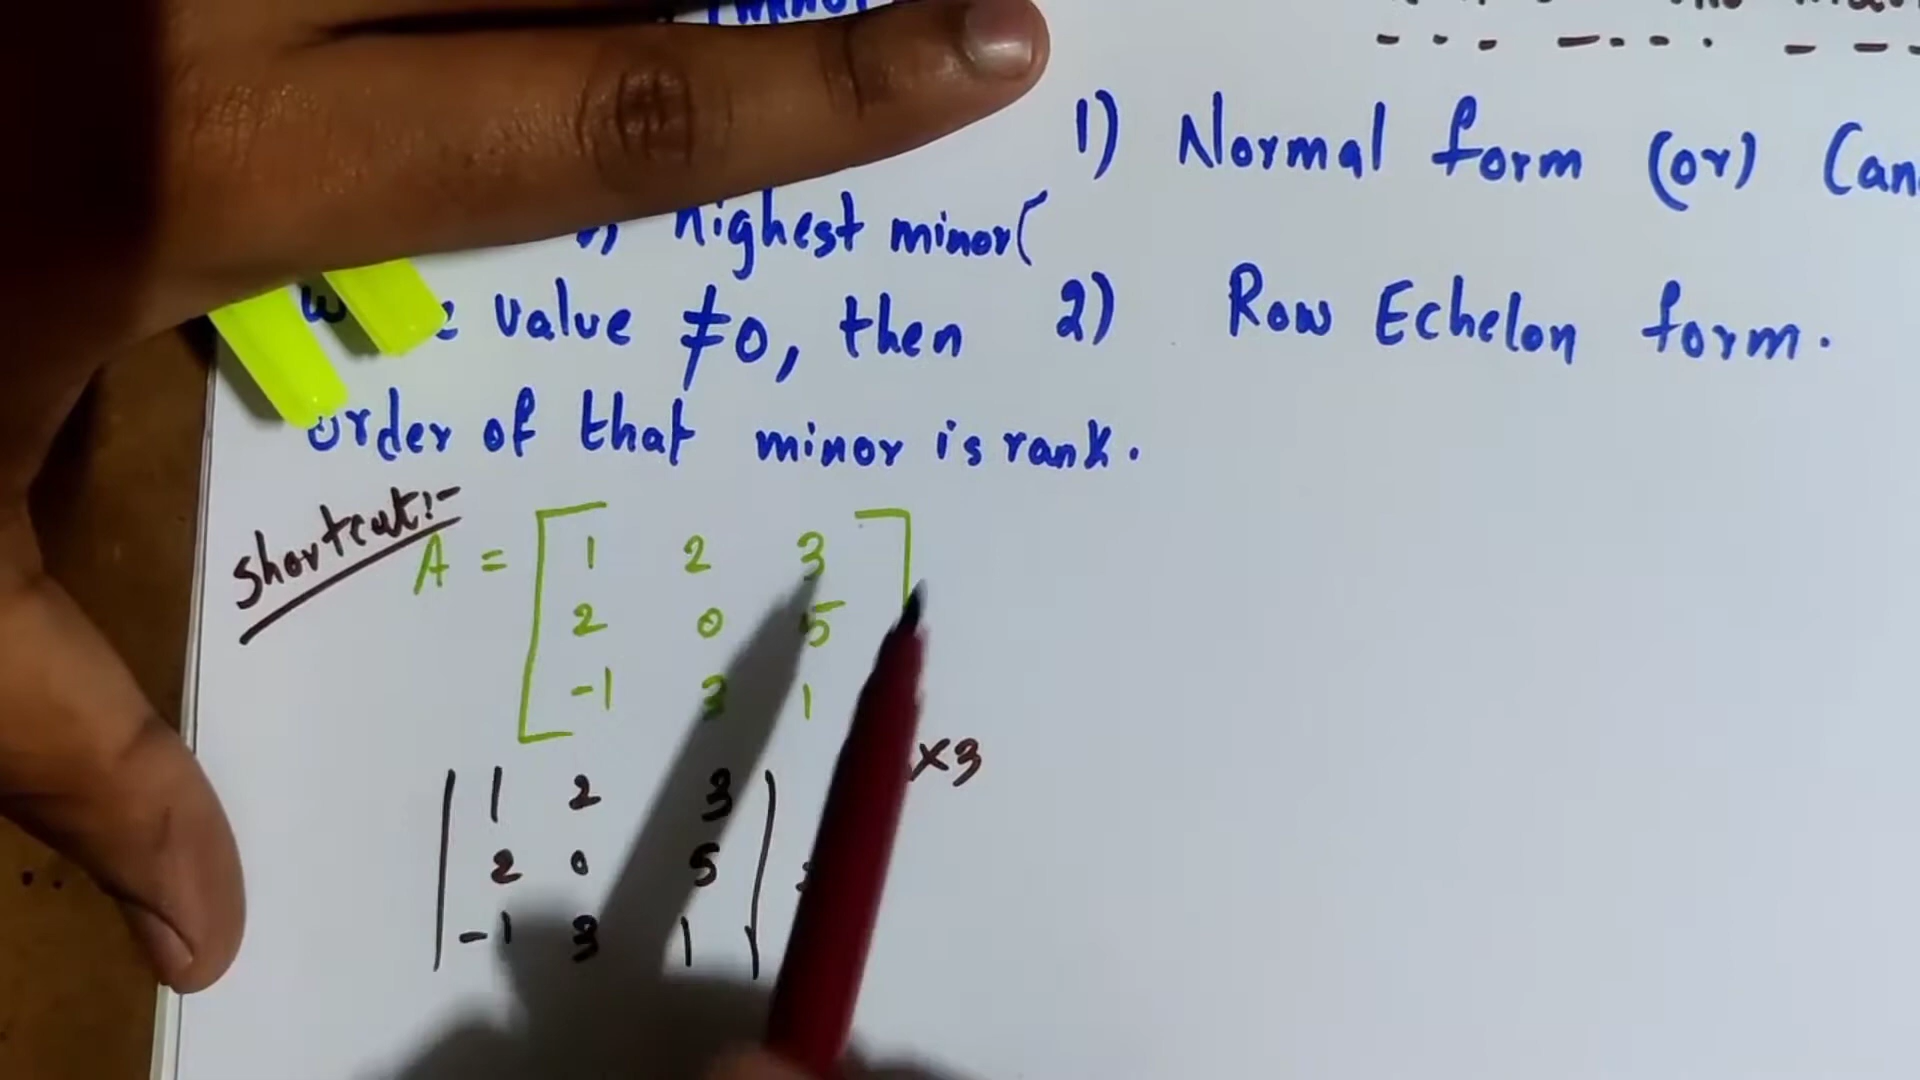 1) Normal form (or)
highest minor(
value ≠0, then
2) Row Echelon form.
order of that minor is rank.
Shortcut:-
A = [ 1 2 3 ]
2 0 5
-1 3 1
×3
| 1 2 3 |
2 0 5
-1 3 1